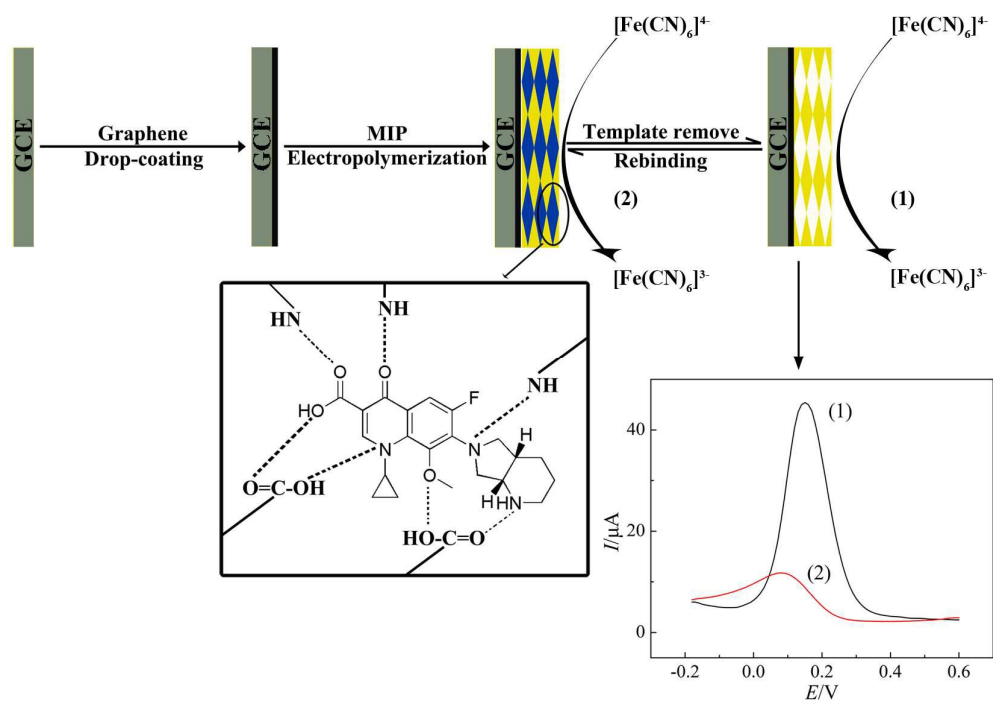 [Fe(CN)₆]⁴⁻
[Fe(CN)₆]⁴⁻
GCE
Graphene
Drop-coating
GCE
MIP
Electropolymerization
GCE
(2)
Template remove
Rebinding
GCE
(1)
[Fe(CN)₆]³⁻
[Fe(CN)₆]³⁻
HN
NH
NH
O
O
HO
F
N
N
H
O
H
HN
O=C-OH
HO-C=O
I/μA
40
20
0
(1)
(2)
-0.2
0.0
0.2
0.4
0.6
E/V